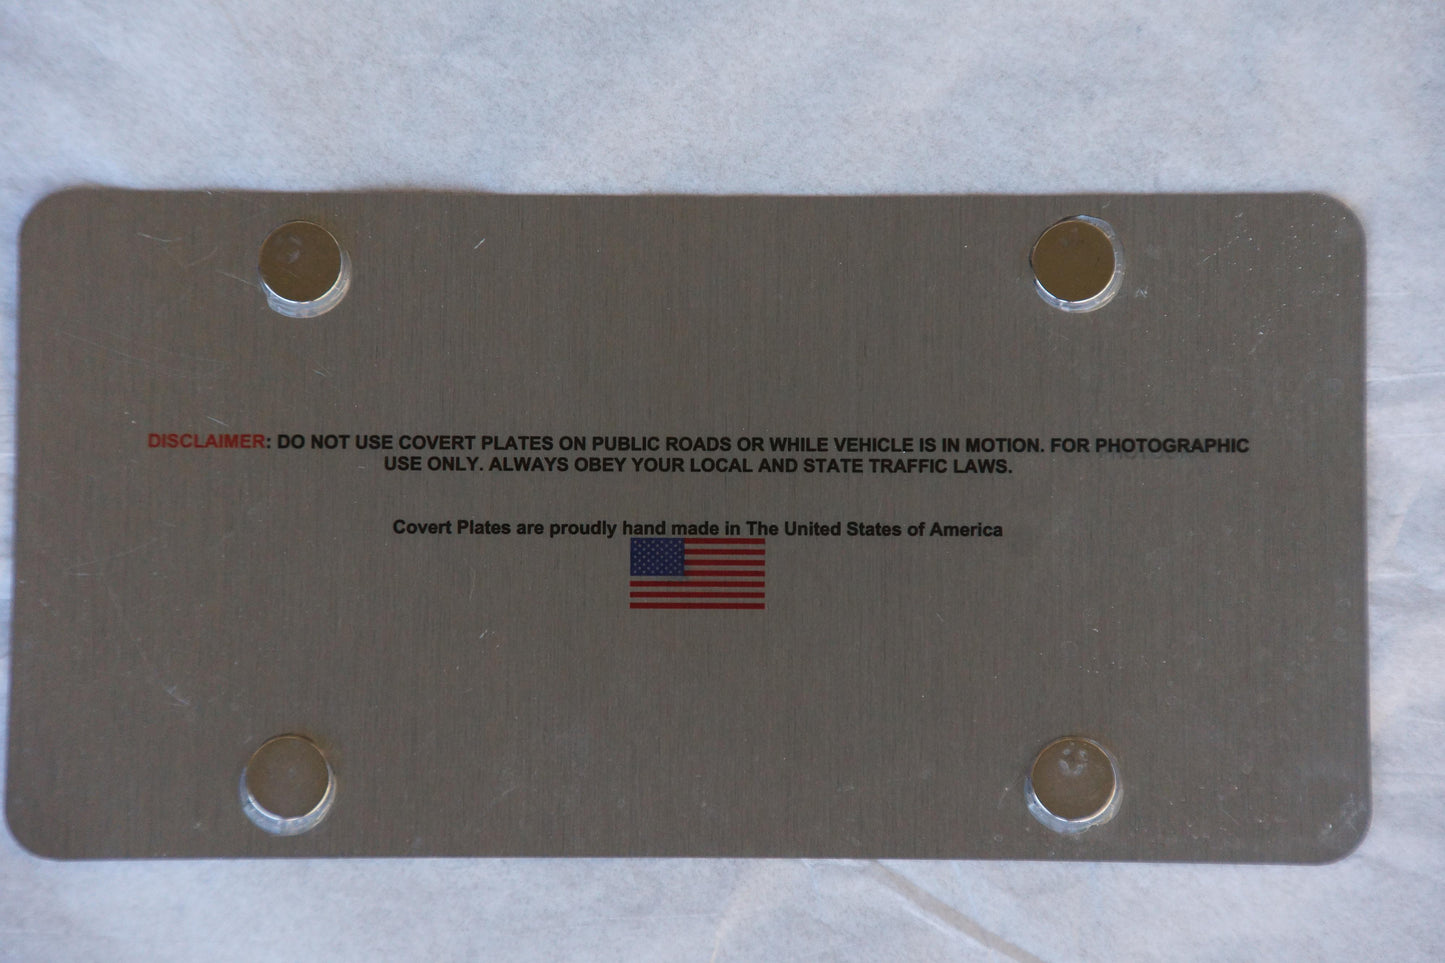 DISCLAIMER: DO NOT USE COVERT PLATES ON PUBLIC ROADS OR WHILE VEHICLE IS IN MOTION. FOR PHOTOGRAPHIC
USE ONLY. ALWAYS OBEY YOUR LOCAL AND STATE TRAFFIC LAWS.
Covert Plates are proudly hand made in The United States of America